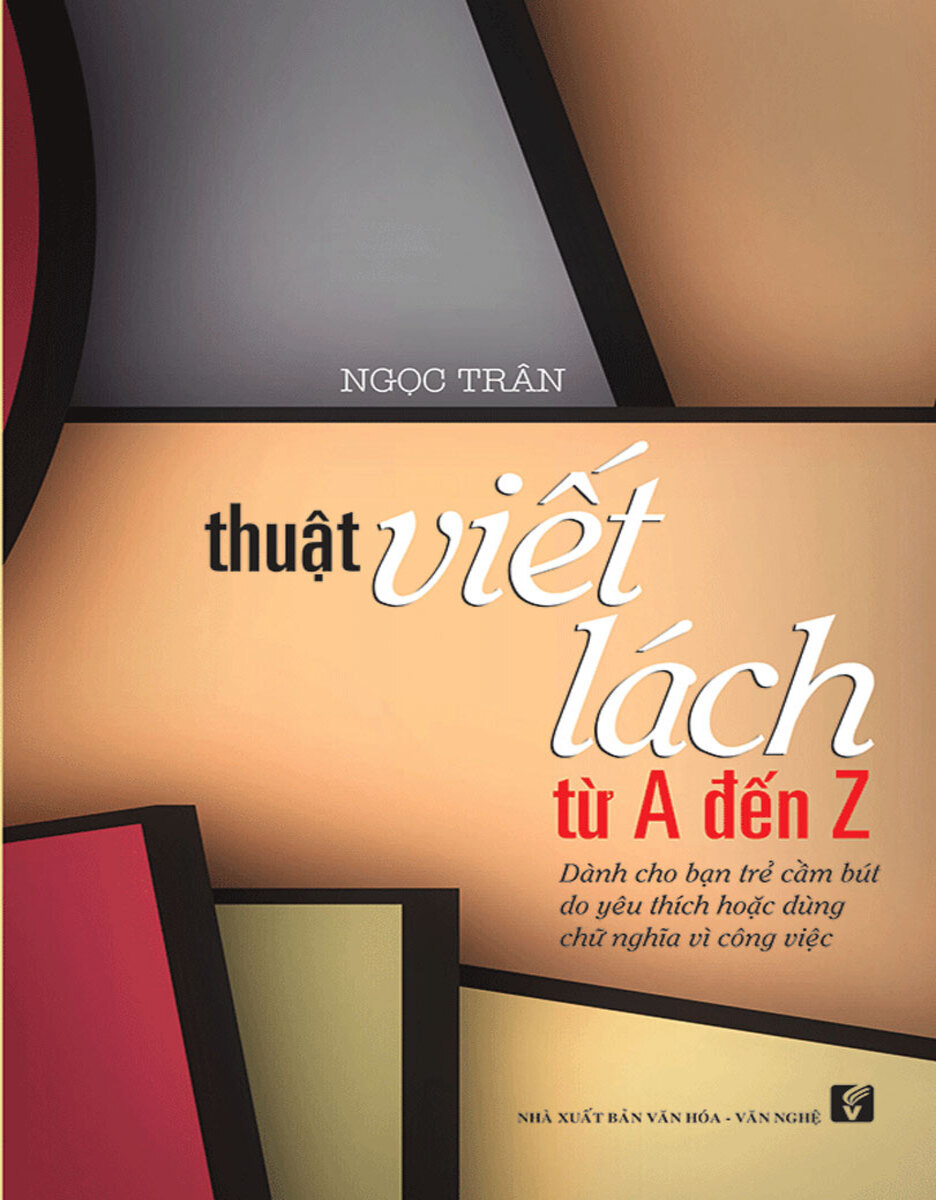 NGỌC TRÂN
thuật viết
lách
từ A đến Z
Dành cho bạn trẻ cầm bút
do yêu thích hoặc dùng
chữ nghĩa vì công việc
NHÀ XUẤT BẢN VĂN HÓA - VĂN NGHỆ